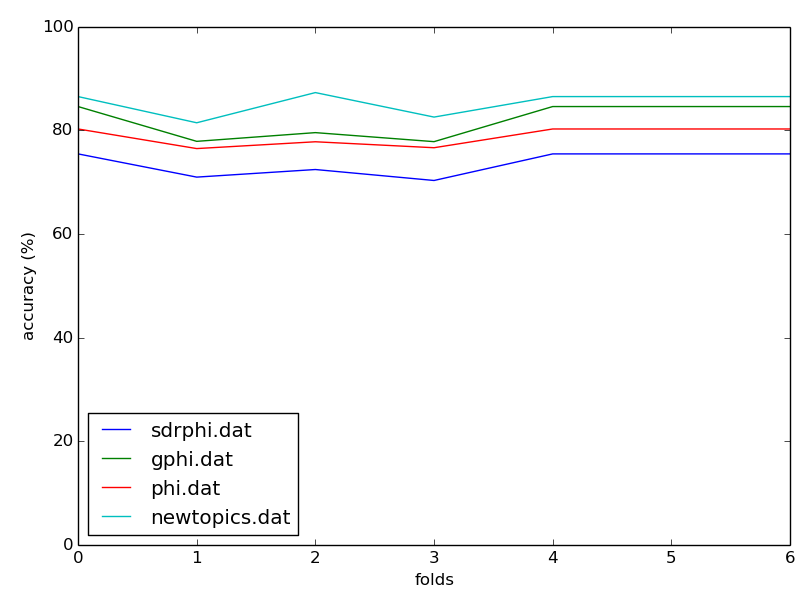 100
80
60
40
20
0
accuracy (%)
sdrphi.dat
gphi.dat
phi.dat
newtopics.dat
0 1 2 3 4 5 6
folds